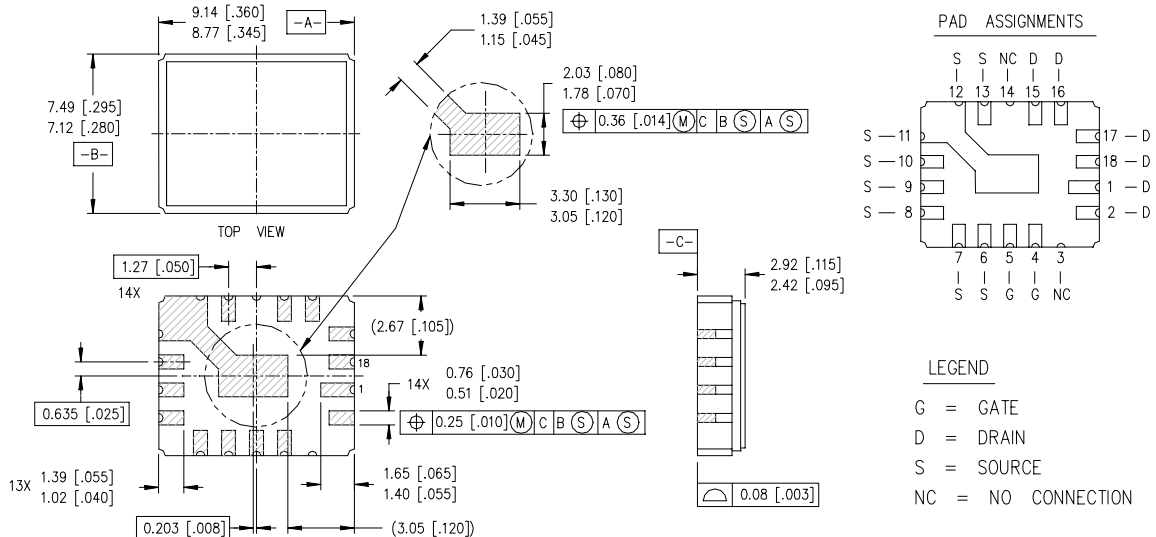 9.14 [.360]
8.77 [.345]
-A-
7.49 [.295]
7.12 [.280]
-B-
TOP VIEW
1.39 [.055]
1.15 [.045]
2.03 [.080]
1.78 [.070]
⌖ 0.36 [.014] Ⓜ C B Ⓢ A Ⓢ
3.30 [.130]
3.05 [.120]
1.27 [.050]
14X
(2.67 [.105])
18
1
0.635 [.025]
14X
0.76 [.030]
0.51 [.020]
⌖ 0.25 [.010] Ⓜ C B Ⓢ A Ⓢ
13X 1.39 [.055]
1.02 [.040]
1.65 [.065]
1.40 [.055]
0.203 [.008]
(3.05 [.120])
-C-
2.92 [.115]
2.42 [.095]
⌓ 0.08 [.003]
PAD ASSIGNMENTS
S S NC D D
12 13 14 15 16
S — 11
S — 10
S — 9
S — 8
17 — D
18 — D
1 — D
2 — D
7 6 5 4 3
S S G G NC
LEGEND
G = GATE
D = DRAIN
S = SOURCE
NC = NO CONNECTION